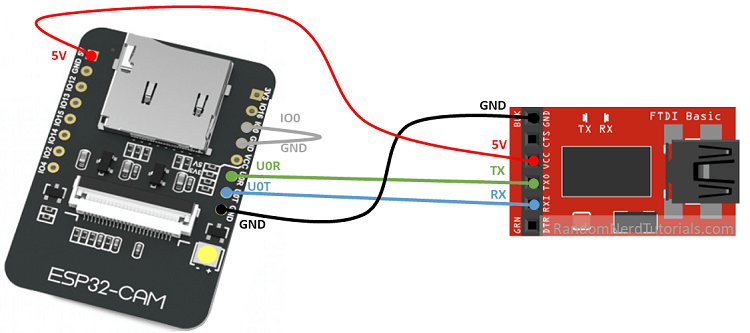 5V
5V
GND
IO12
IO13
IO15
IO14
IO2
IO4
3V3
IO16
IO0
GND
VCC
U0R
U0T
GND
IO0
GND
U0R
U0T
GND
ESP32-CAM
GND
5V
TX
RX
BLK
GRN
GND
CTS
VCC
TXO
RXI
DTR
TX RX
FTDI Basic
RandomNerdTutorials.com